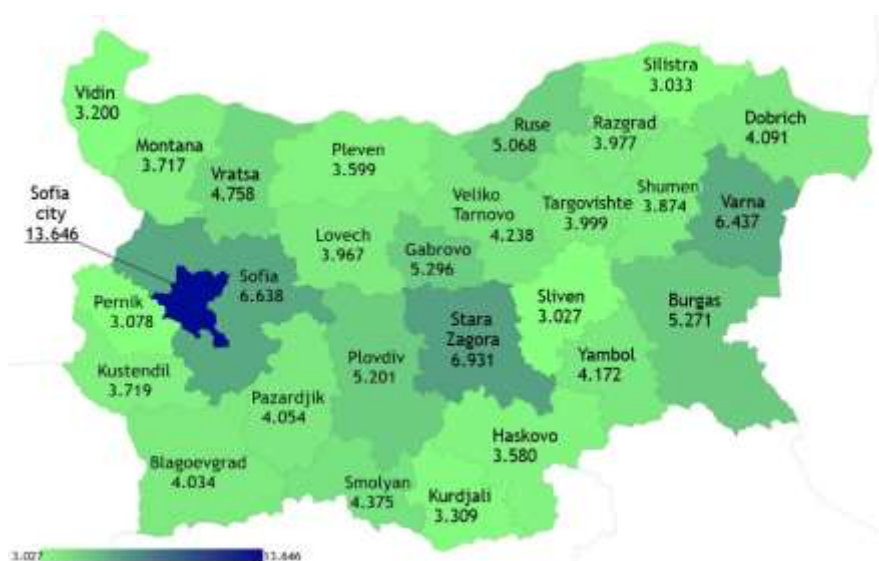 Silistra
3.033
Vidin
3.200
Ruse
5.068
Razgrad
3.977
Dobrich
4.091
Montana
3.717
Vratsa
4.758
Pleven
3.599
Sofia
city
13.646
Veliko
Tarnovo
4.238
Targovishte
3.999
Shumen
3.874
Varna
6.437
Lovech
3.967
Gabrovo
5.296
Sofia
6.638
Pernik
3.078
Sliven
3.027
Burgas
5.271
Stara
Zagora
6.931
Plovdiv
5.201
Yambol
4.172
Kustendil
3.719
Pazardjik
4.054
Haskovo
3.580
Blagoevgrad
4.034
Smolyan
4.375
Kurdjali
3.309
3.027
13.646